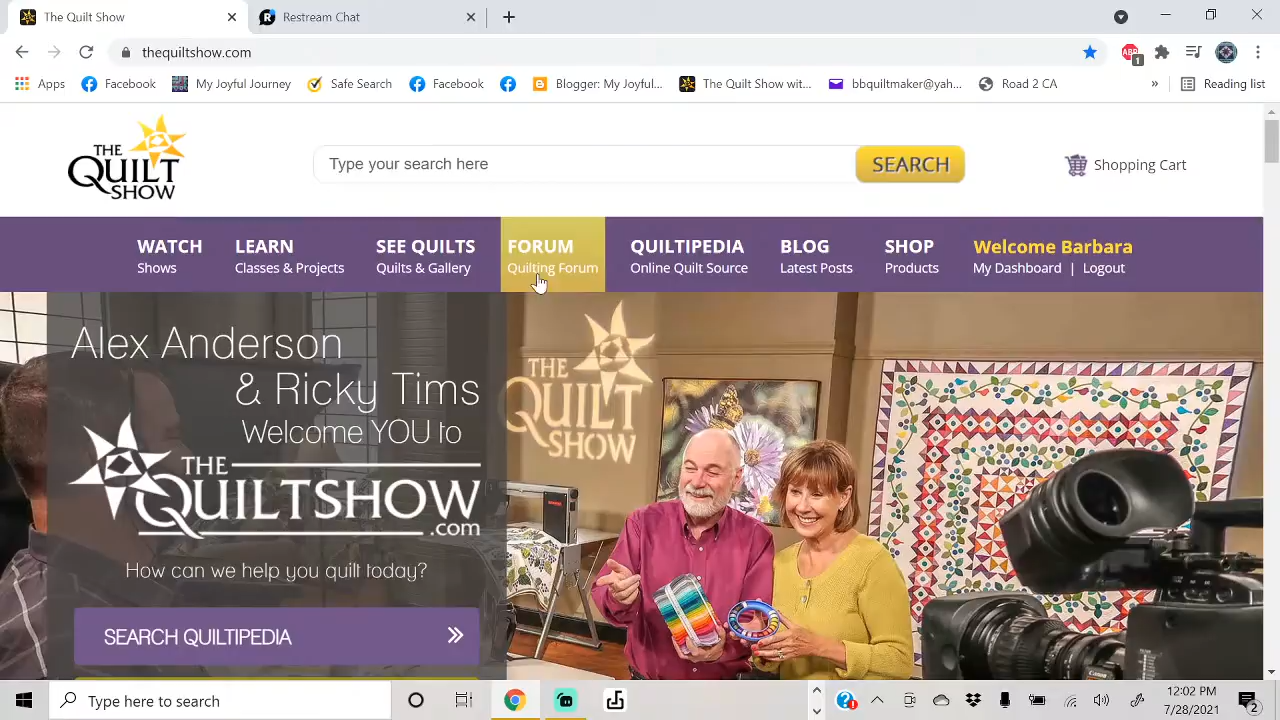 The Quilt Show
Restream Chat
thequiltshow.com
ABP
1
Apps
Facebook
My Joyful Journey
Safe Search
Facebook
Blogger: My Joyful...
The Quilt Show wit...
bbquiltmaker@yah...
Road 2 CA
»
Reading list
THE
QUILT
SHOW
Type your search here
SEARCH
Shopping Cart
WATCH
Shows
LEARN
Classes & Projects
SEE QUILTS
Quilts & Gallery
FORUM
Quilting Forum
QUILTIPEDIA
Online Quilt Source
BLOG
Latest Posts
SHOP
Products
Welcome Barbara
My Dashboard | Logout
Alex Anderson
& Ricky Tims
Welcome YOU to
THE
QUILTSHOW
.com
How can we help you quilt today?
SEARCH QUILTIPEDIA
THE
QUILT
SHOW
Type here to search
12:02 PM
7/28/2021
2